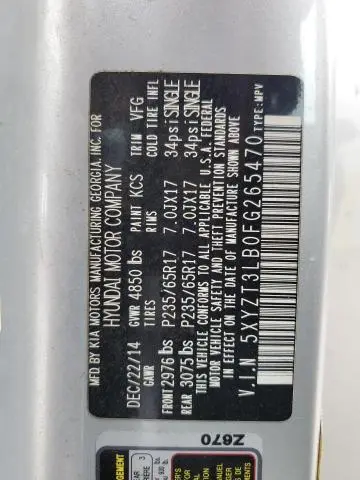 MFG BY KIA MOTORS MANUFACTURING GEORGIA, INC. FOR
HYUNDAI MOTOR COMPANY
DEC/22/14 GVWR 4850 lbs PAINT KCS TRIM VFG
GAWR TIRES RIMS COLD TIRE INFL
FRONT 2976 lbs P235/65R17 7.0JX17 34psi SINGLE
REAR 3075 lbs P235/65R17 7.0JX17 34psi SINGLE
THIS VEHICLE CONFORMS TO ALL APPLICABLE U.S.A. FEDERAL
MOTOR VEHICLE SAFETY AND THEFT PREVENTION STANDARDS
IN EFFECT ON THE DATE OF MANUFACTURE SHOWN ABOVE.
V.I.N 5XYZT3LB0FG265470 TYPE:MPV
Z670
REAR 3